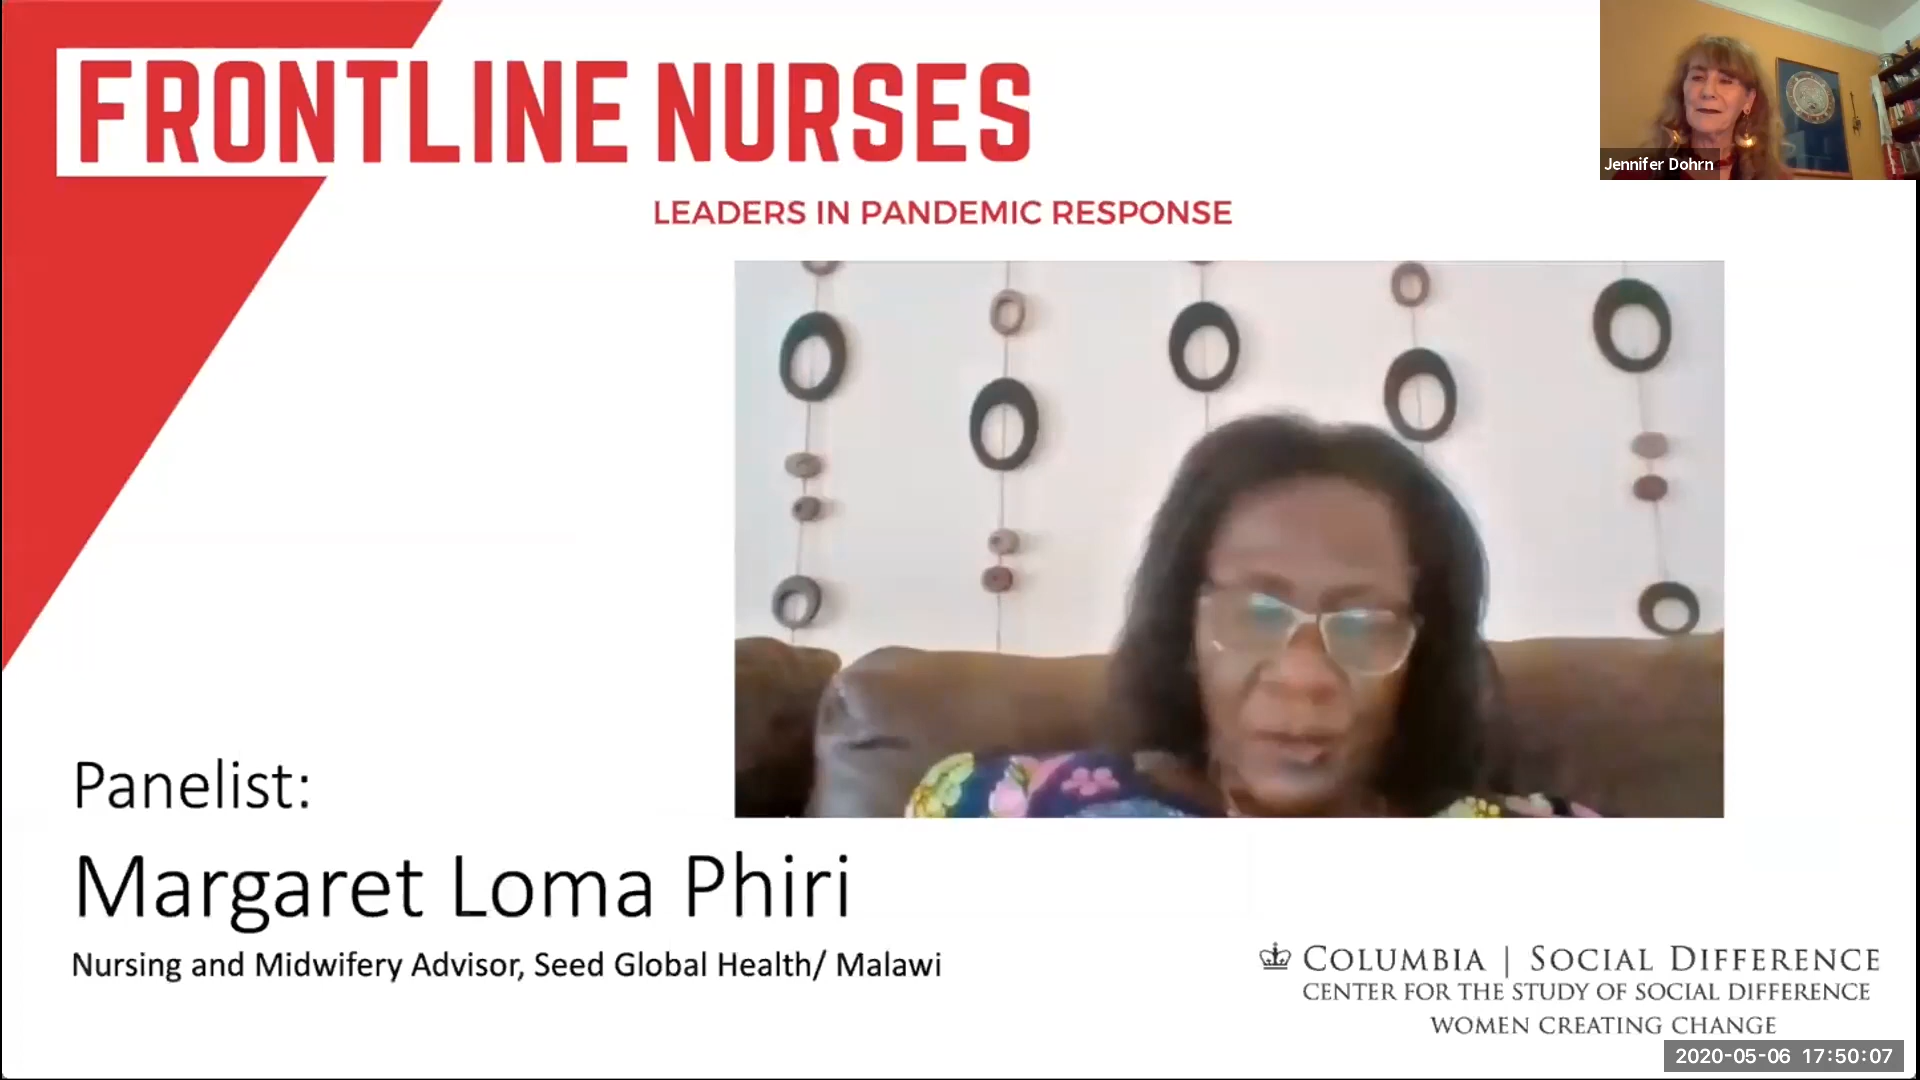 FRONTLINE NURSES
LEADERS IN PANDEMIC RESPONSE
Jennifer Dohrn
Panelist:
Margaret Loma Phiri
Nursing and Midwifery Advisor, Seed Global Health/ Malawi
COLUMBIA | SOCIAL DIFFERENCE
CENTER FOR THE STUDY OF SOCIAL DIFFERENCE
WOMEN CREATING CHANGE
2020-05-06 17:50:07